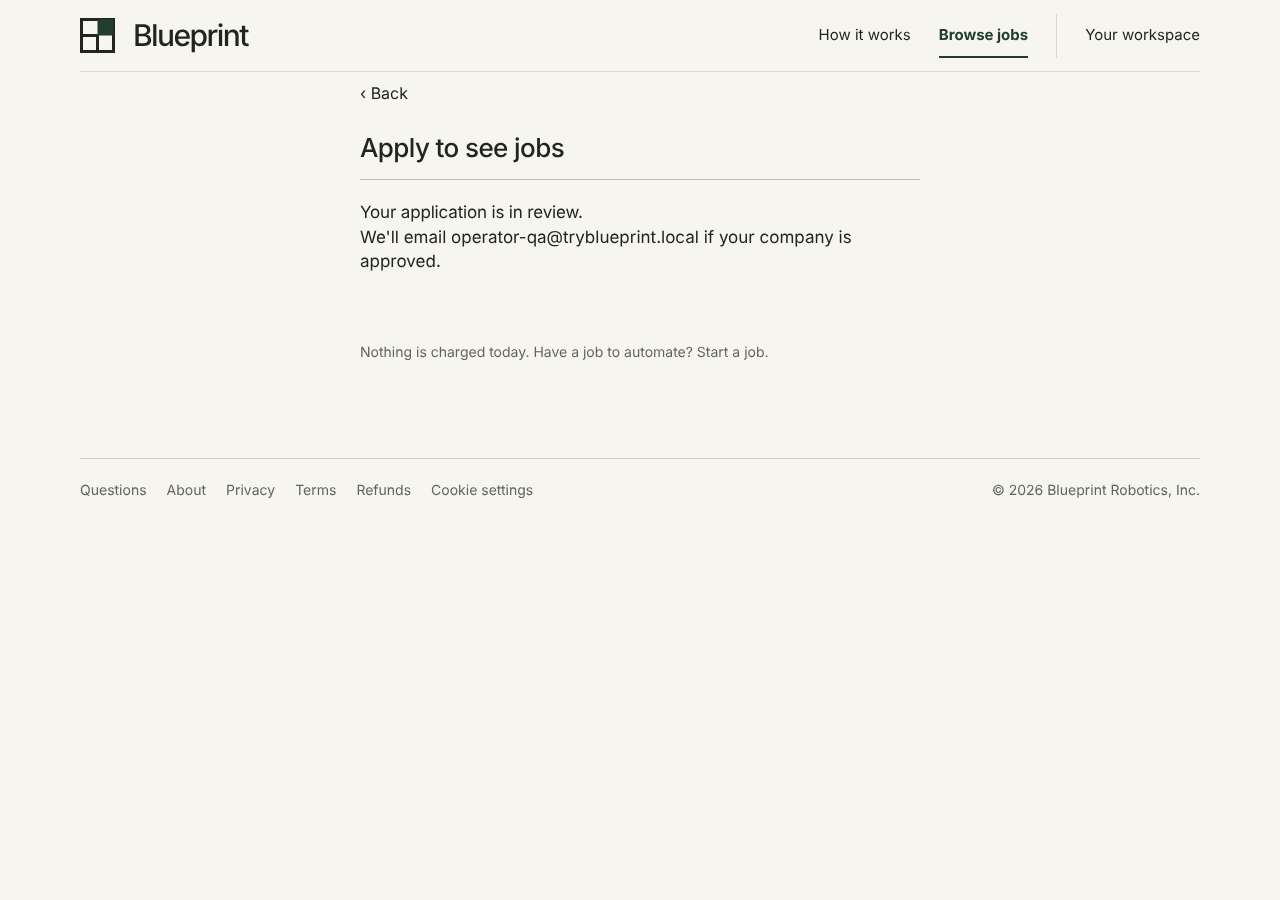 Blueprint
How it works
Browse jobs
Your workspace
‹ Back
Apply to see jobs
Your application is in review.
We'll email operator-qa@tryblueprint.local if your company is
approved.
Nothing is charged today. Have a job to automate? Start a job.
Questions
About
Privacy
Terms
Refunds
Cookie settings
© 2026 Blueprint Robotics, Inc.